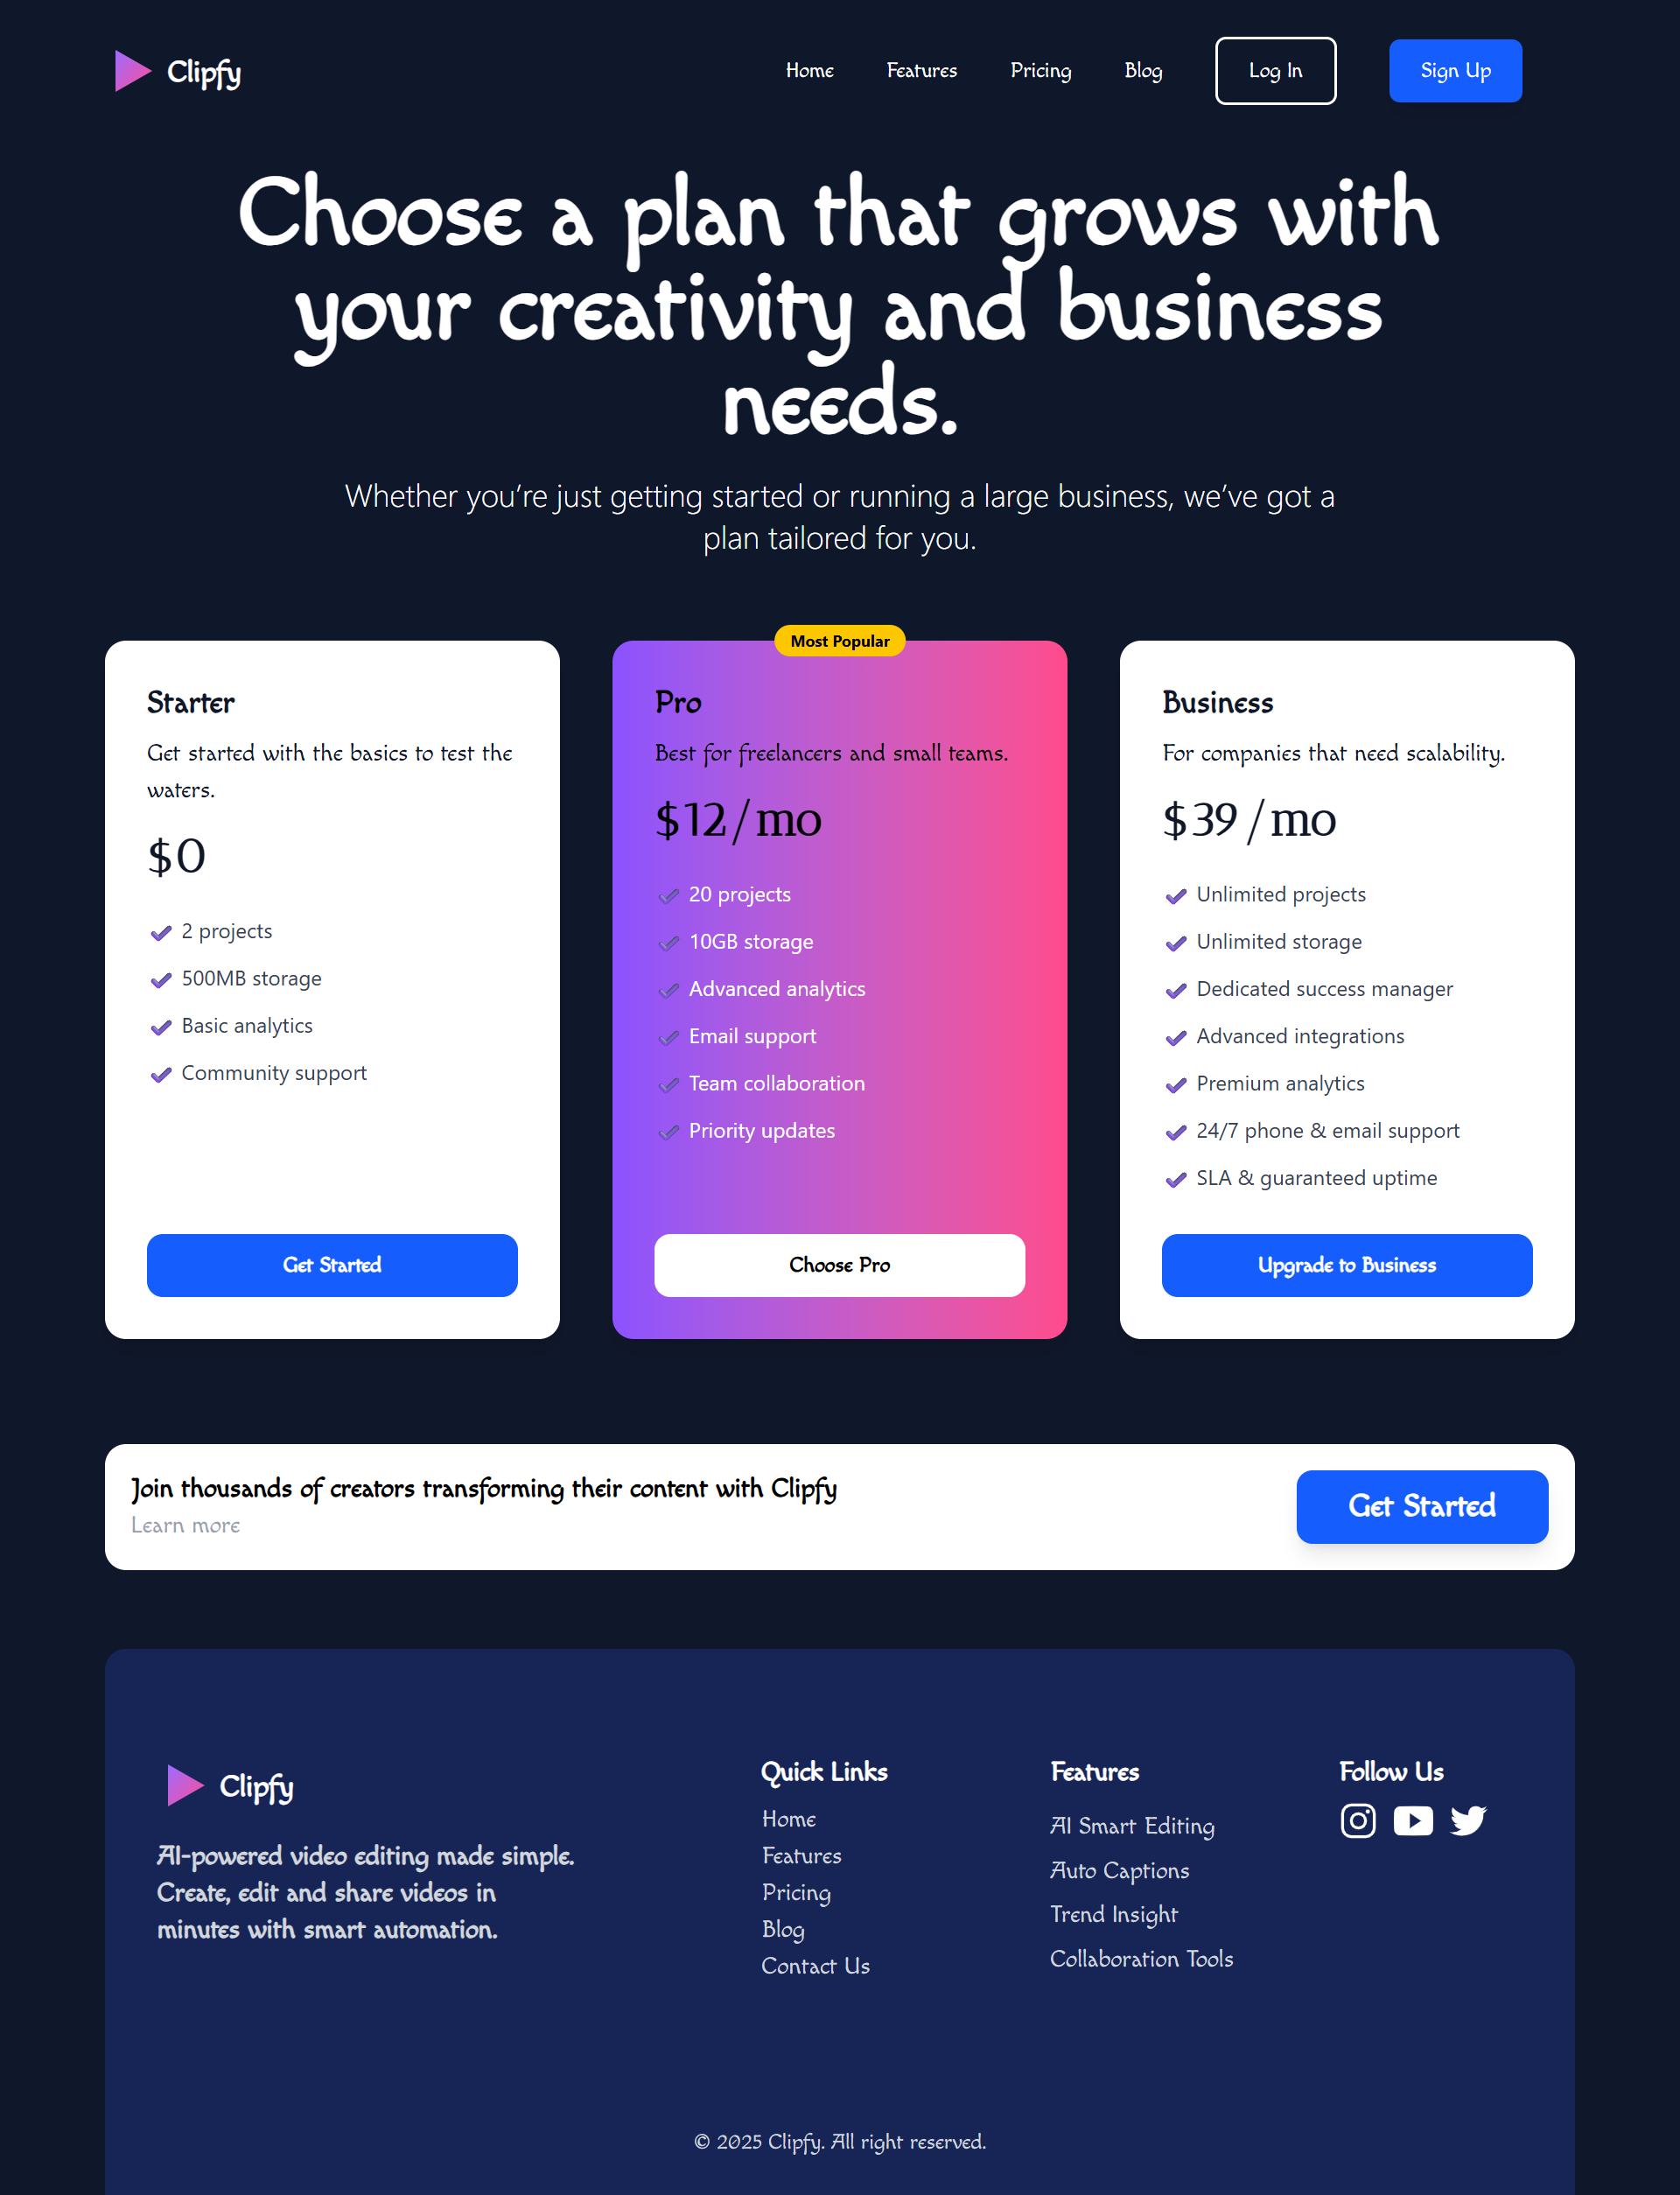 Clipfy
Home
Features
Pricing
Blog
Log In
Sign Up
Choose a plan that grows with
your creativity and business
needs.
Whether you’re just getting started or running a large business, we’ve got a
plan tailored for you.
Starter
Get started with the basics to test the
waters.
$0
2 projects
500MB storage
Basic analytics
Community support
Get Started
Most Popular
Pro
Best for freelancers and small teams.
$12/mo
20 projects
10GB storage
Advanced analytics
Email support
Team collaboration
Priority updates
Choose Pro
Business
For companies that need scalability.
$39/mo
Unlimited projects
Unlimited storage
Dedicated success manager
Advanced integrations
Premium analytics
24/7 phone & email support
SLA & guaranteed uptime
Upgrade to Business
Join thousands of creators transforming their content with Clipfy
Learn more
Get Started
Clipfy
AI-powered video editing made simple.
Create, edit and share videos in
minutes with smart automation.
Quick Links
Home
Features
Pricing
Blog
Contact Us
Features
AI Smart Editing
Auto Captions
Trend Insight
Collaboration Tools
Follow Us
© 2025 Clipfy. All right reserved.